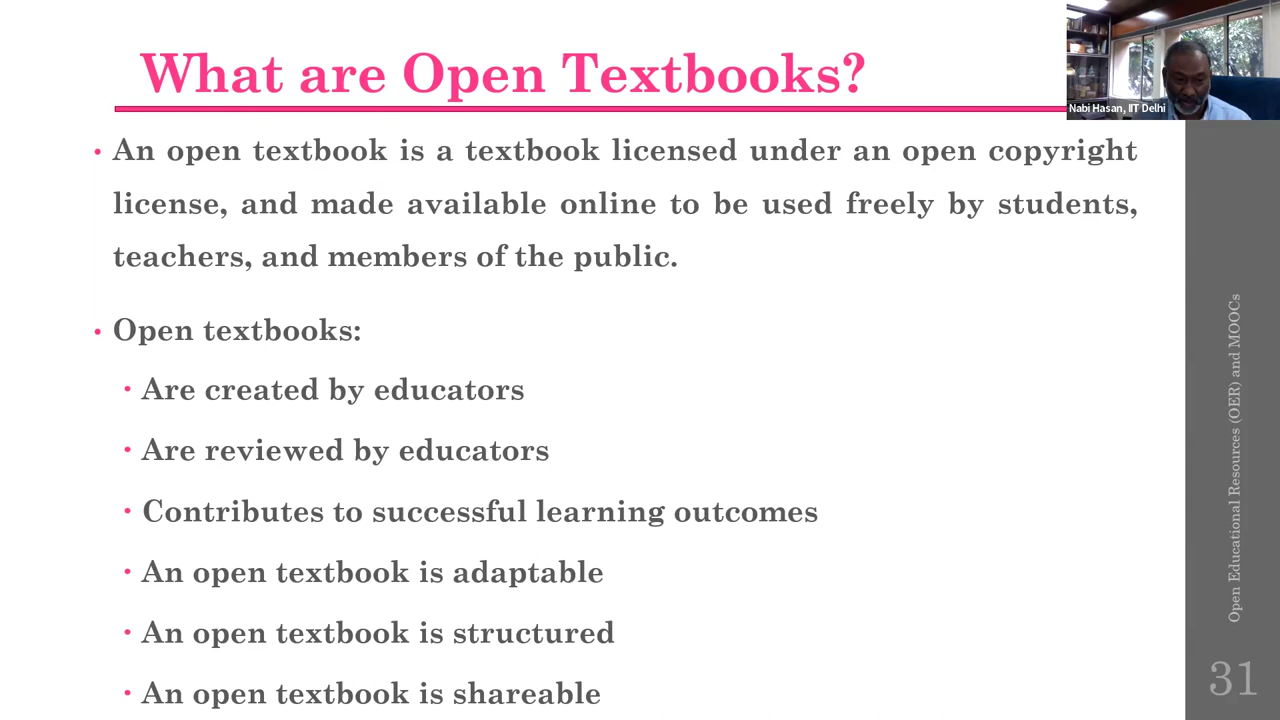 What are Open Textbooks?
Nabi Hasan, IIT Delhi
• An open textbook is a textbook licensed under an open copyright
license, and made available online to be used freely by students,
teachers, and members of the public.
• Open textbooks:
• Are created by educators
• Are reviewed by educators
• Contributes to successful learning outcomes
• An open textbook is adaptable
• An open textbook is structured
• An open textbook is shareable
Open Educational Resources (OER) and MOOCs
31